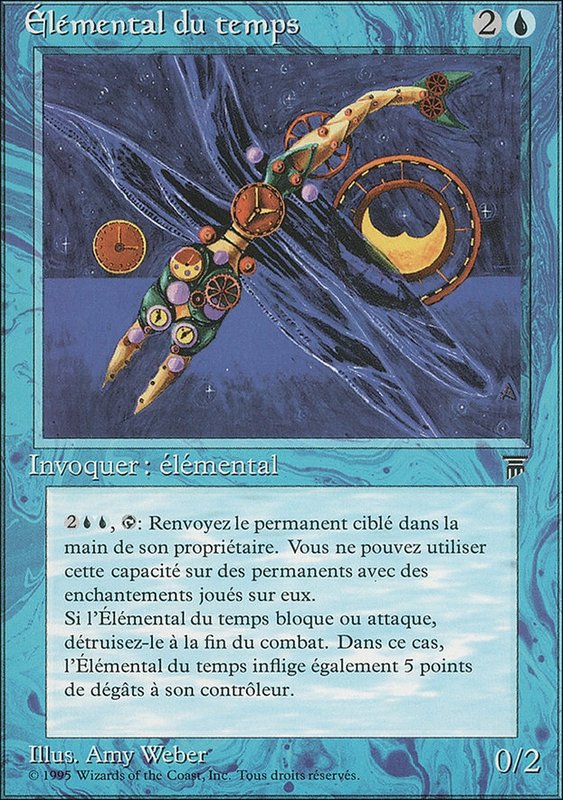 Élémental du temps
2
Invoquer : élémental
2, : Renvoyez le permanent ciblé dans la
main de son propriétaire. Vous ne pouvez utiliser
cette capacité sur des permanents avec des
enchantements joués sur eux.
Si l'Élémental du temps bloque ou attaque,
détruisez-le à la fin du combat. Dans ce cas,
l'Élémental du temps inflige également 5 points
de dégâts à son contrôleur.
Illus. Amy Weber
0/2
© 1995 Wizards of the Coast, Inc. Tous droits réservés.